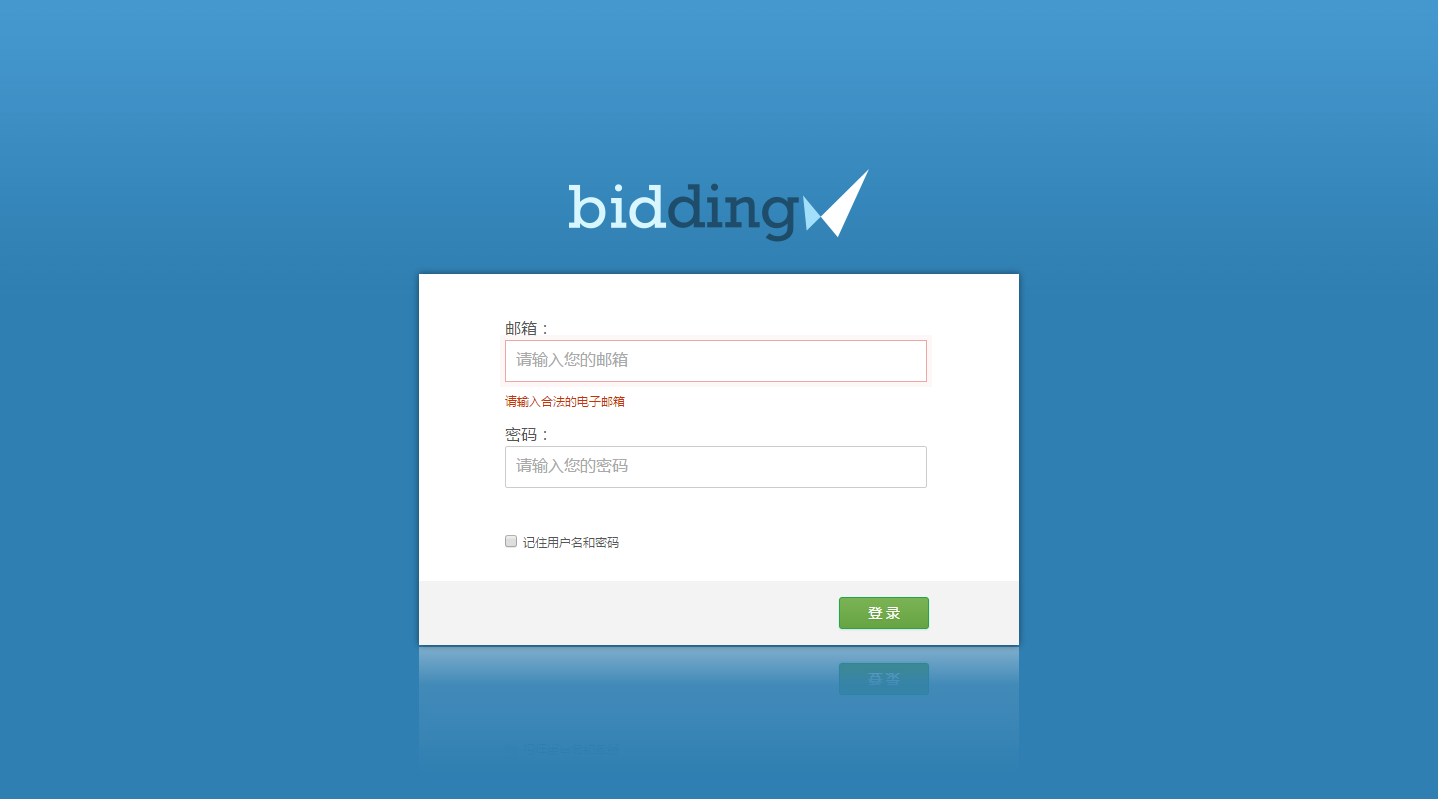 bidding
邮箱：
请输入您的邮箱
请输入合法的电子邮箱
密码：
请输入您的密码
记住用户名和密码
登录